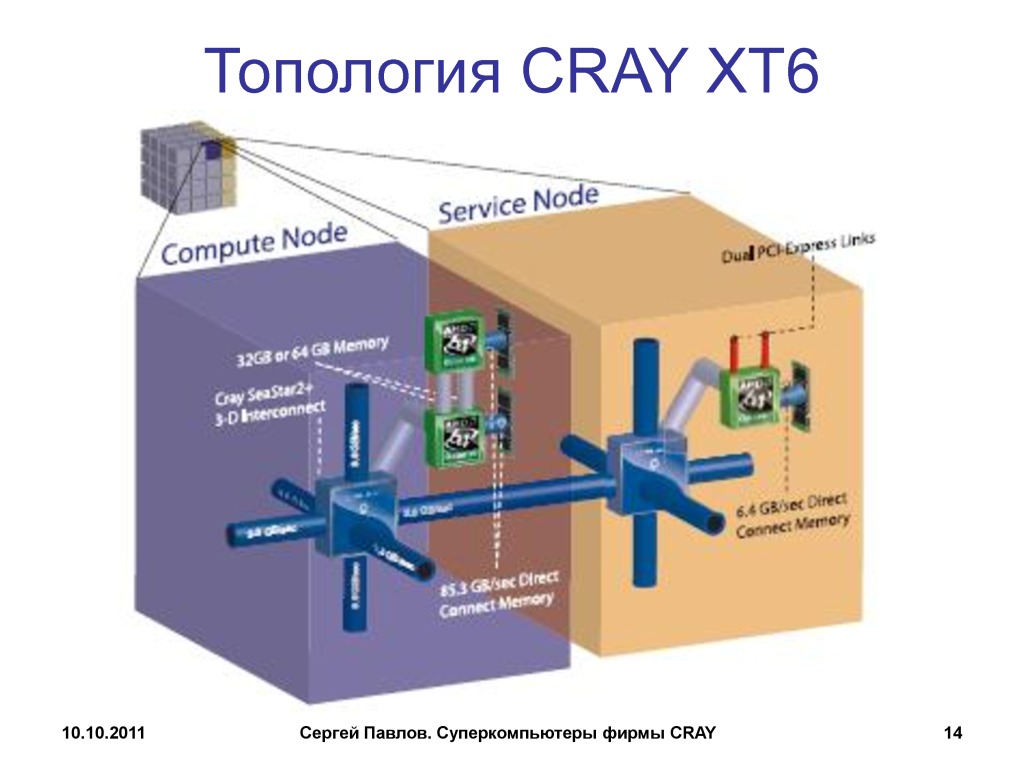 Топология CRAY XT6
Service Node
Compute Node
Dual PCI-Express Links
32GB or 64 GB Memory
Cray SeaStar2+
3-D Interconnect
6.4 GB/sec Direct
Connect Memory
85.3 GB/sec Direct
Connect Memory
10.10.2011
Сергей Павлов. Суперкомпьютеры фирмы CRAY
14